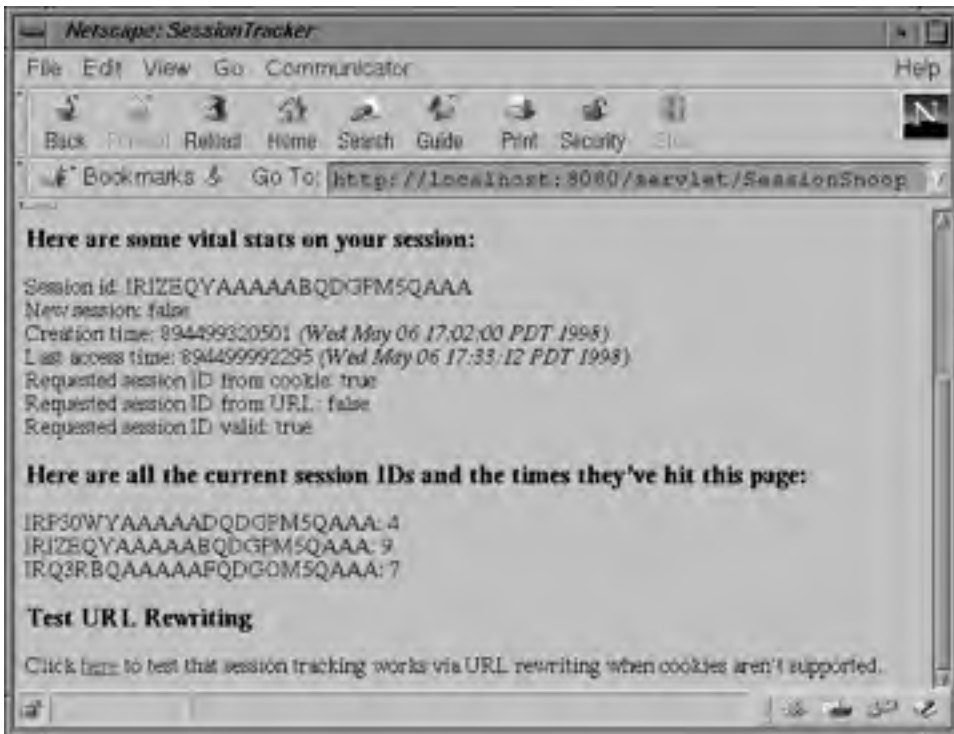 Netscape: SessionTracker
File Edit View Go Communicator Help
Back Forward Reload Home Search Guide Print Security Stop
Bookmarks Go To: http://localhost:8080/servlet/SessionSnoop
Here are some vital stats on your session:
Session id: IRIZEQYAAAAABQDGPM5QAAA
New session: false
Creation time: 894499320501 (Wed May 06 17:02:00 PDT 1998)
Last access time: 894499992295 (Wed May 06 17:33:12 PDT 1998)
Requested session ID from cookie: true
Requested session ID from URL: false
Requested session ID valid: true
Here are all the current session IDs and the times they've hit this page:
IRP30WYAAAAADQDGPM5QAAA: 4
IRIZEQYAAAAABQDGPM5QAAA: 9
IRQ3RBQAAAAAFQDGOM5QAAA: 7
Test URL Rewriting
Click here to test that session tracking works via URL rewriting when cookies aren't supported.